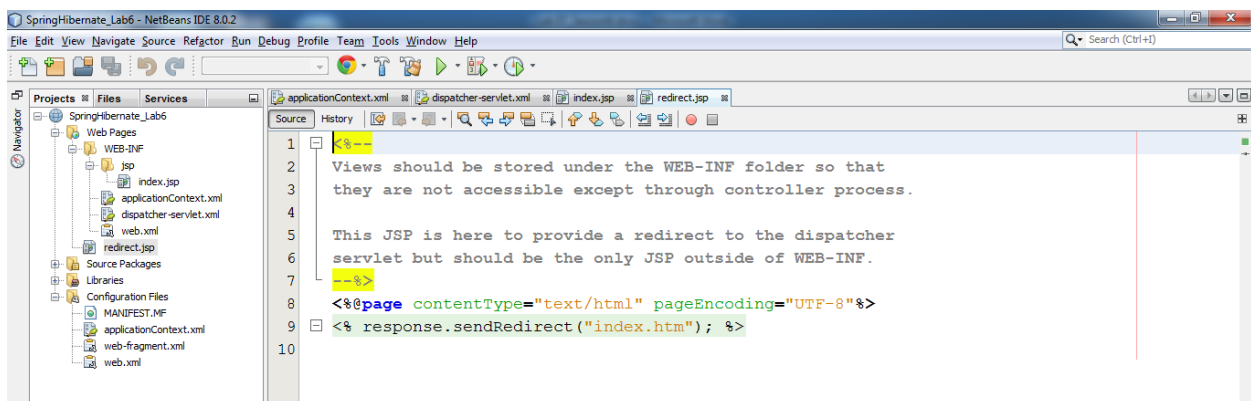 SpringHibernate_Lab6 - NetBeans IDE 8.0.2
File Edit View Navigate Source Refactor Run Debug Profile Team Tools Window Help
Search (Ctrl+I)
Projects Files Services
applicationContext.xml dispatcher-servlet.xml index.jsp redirect.jsp
Navigator
Source History
SpringHibernate_Lab6
Web Pages
WEB-INF
jsp
index.jsp
applicationContext.xml
dispatcher-servlet.xml
web.xml
redirect.jsp
Source Packages
Libraries
Configuration Files
MANIFEST.MF
applicationContext.xml
web-fragment.xml
web.xml
1 <%--
2 Views should be stored under the WEB-INF folder so that
3 they are not accessible except through controller process.
4
5 This JSP is here to provide a redirect to the dispatcher
6 servlet but should be the only JSP outside of WEB-INF.
7 --%>
8 <%@page contentType="text/html" pageEncoding="UTF-8"%>
9 <% response.sendRedirect("index.htm"); %>
10